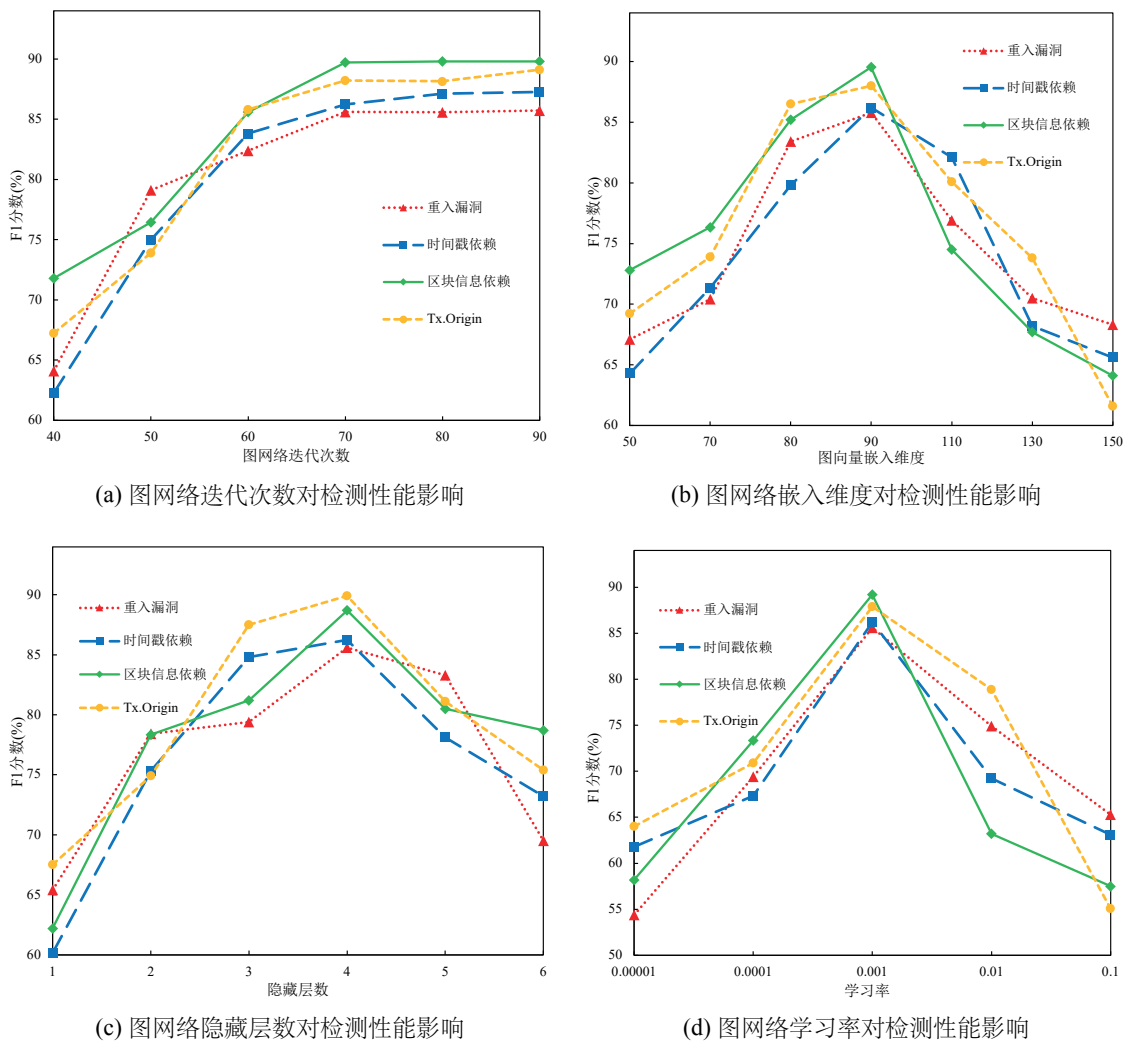 90
85
80
75
70
65
60
F1分数(%)
重入漏洞
时间戳依赖
区块信息依赖
Tx.Origin
40 50 60 70 80 90
图网络迭代次数
(a) 图网络迭代次数对检测性能影响
90
85
80
75
70
65
60
F1分数(%)
重入漏洞
时间戳依赖
区块信息依赖
Tx.Origin
50 70 80 90 110 130 150
图向量嵌入维度
(b) 图网络嵌入维度对检测性能影响
90
85
80
75
70
65
60
F1分数(%)
重入漏洞
时间戳依赖
区块信息依赖
Tx.Origin
1 2 3 4 5 6
隐藏层数
(c) 图网络隐藏层数对检测性能影响
90
85
80
75
70
65
60
55
50
F1分数(%)
重入漏洞
时间戳依赖
区块信息依赖
Tx.Origin
0.00001 0.0001 0.001 0.01 0.1
学习率
(d) 图网络学习率对检测性能影响